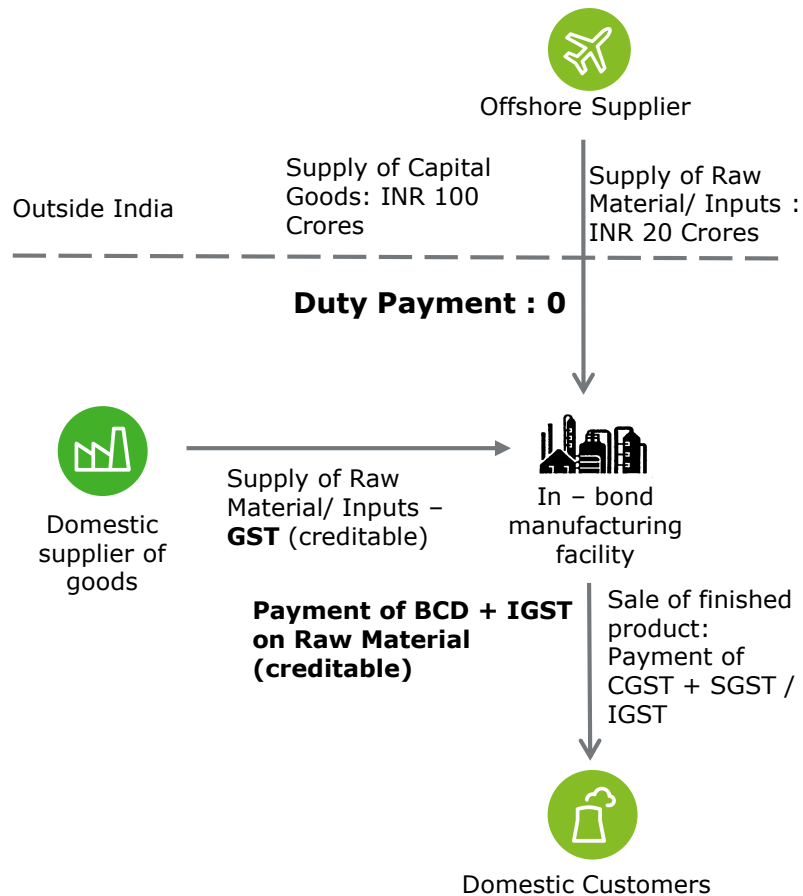 Offshore Supplier
Supply of Capital
Goods: INR 100
Crores
Supply of Raw
Material/ Inputs :
INR 20 Crores
Outside India
Duty Payment : 0
Domestic
supplier of
goods
Supply of Raw
Material/ Inputs –
GST (creditable)
In – bond
manufacturing
facility
Payment of BCD + IGST
on Raw Material
(creditable)
Sale of finished
product:
Payment of
CGST + SGST /
IGST
Domestic Customers